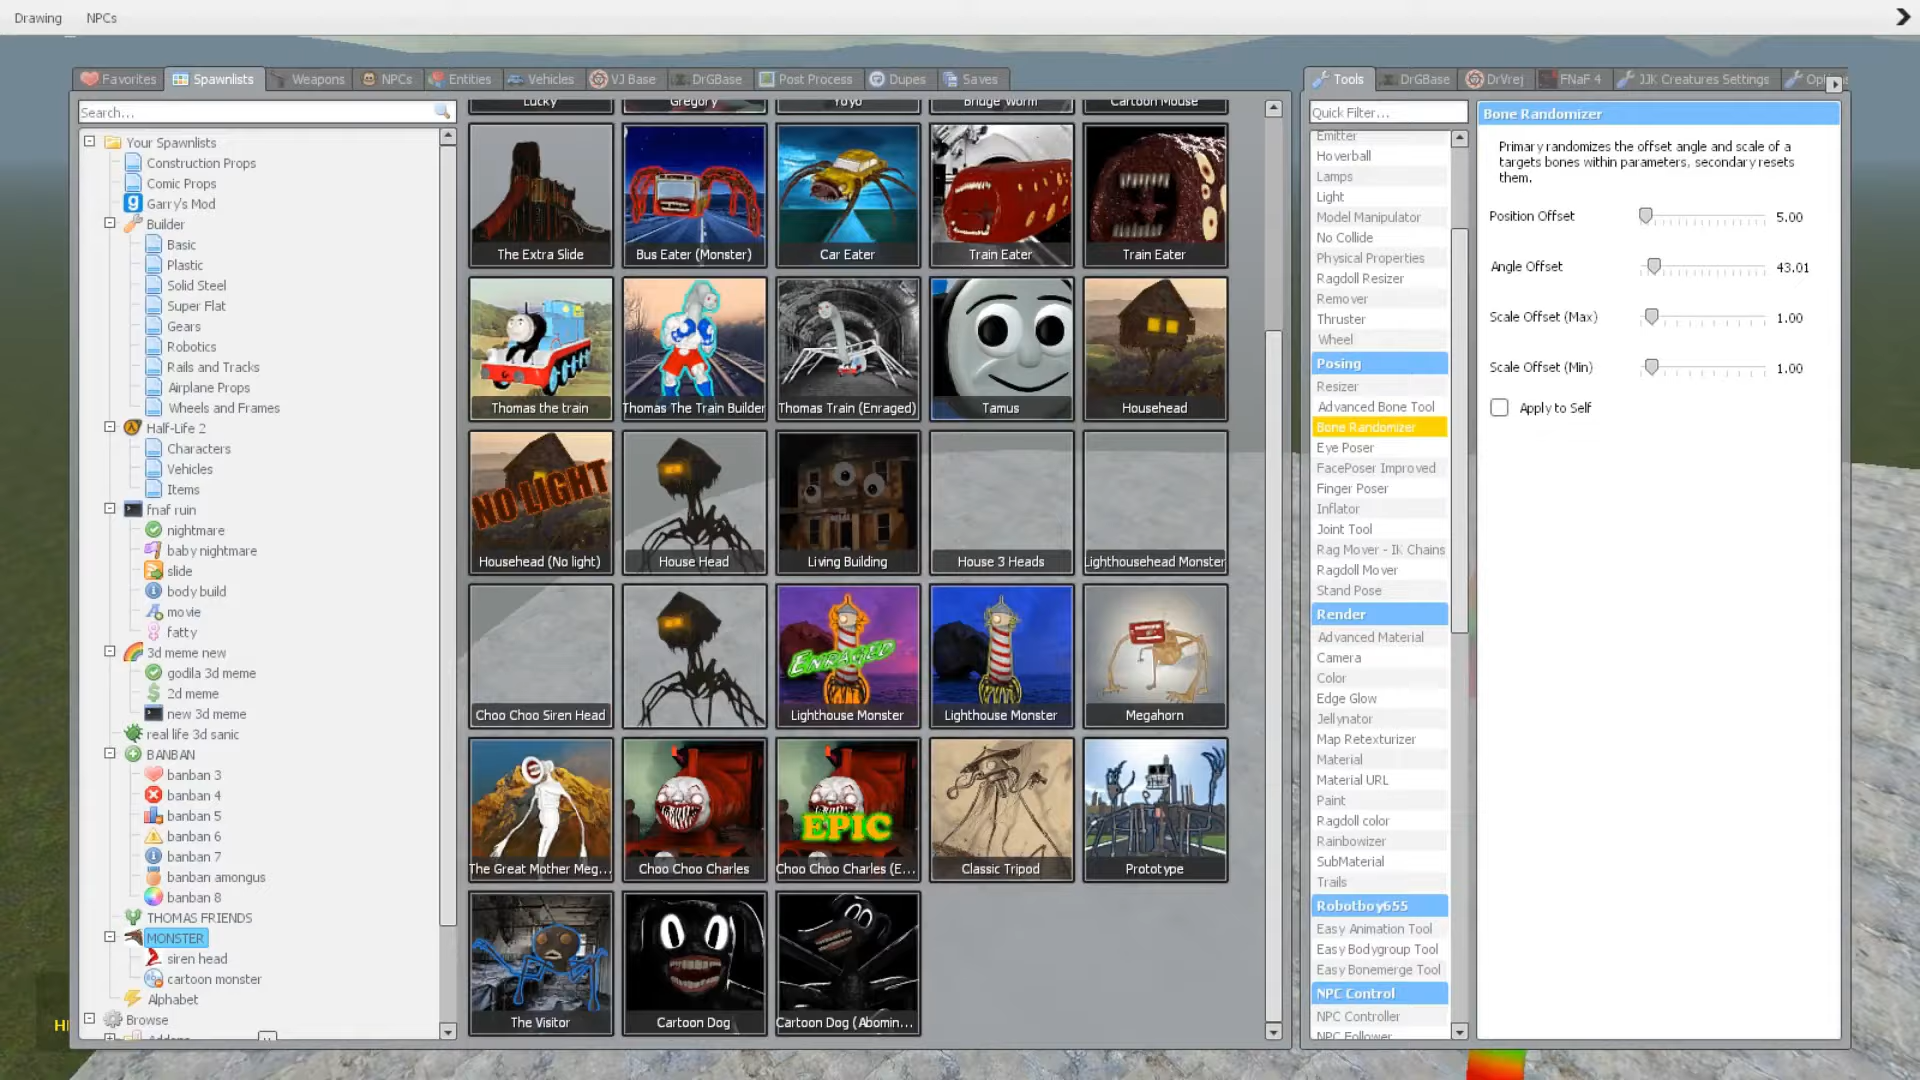 Drawing NPCs
Favorites Spawnlists Weapons NPCs Entities Vehicles VJ Base DrGBase Post Process Dupes Saves
Search...
Your Spawnlists
Construction Props
Comic Props
Garry's Mod
Builder
Basic
Plastic
Solid Steel
Super Flat
Gears
Robotics
Rails and Tracks
Airplane Props
Wheels and Frames
Half-Life 2
Characters
Vehicles
Items
fnaf ruin
nightmare
baby nightmare
slide
body build
movie
fatty
3d meme new
godila 3d meme
2d meme
new 3d meme
real life 3d sanic
BANBAN
banban 3
banban 4
banban 5
banban 6
banban 7
banban amongus
banban 8
THOMAS FRIENDS
MONSTER
siren head
cartoon monster
Alphabet
Browse
Addons
Lucky Gregory Yoyo Bridge Worm Cartoon Mouse
The Extra Slide Bus Eater (Monster) Car Eater Train Eater Train Eater
Thomas the train Thomas The Train Builder Thomas Train (Enraged) Tamus Househead
NO LIGHT
Househead (No light) House Head Living Building House 3 Heads Lighthousehead Monster
ENRAGED
Choo Choo Siren Head Lighthouse Monster Lighthouse Monster Megahorn
EPIC
The Great Mother Meg... Choo Choo Charles Choo Choo Charles (E... Classic Tripod Prototype
The Visitor Cartoon Dog Cartoon Dog (Abomin...
Tools DrGBase DrVrej FNaF 4 JJK Creatures Settings
Quick Filter...
Emitter
Hoverball
Lamps
Light
Model Manipulator
No Collide
Physical Properties
Ragdoll Resizer
Remover
Thruster
Wheel
Posing
Resizer
Advanced Bone Tool
Bone Randomizer
Eye Poser
FacePoser Improved
Finger Poser
Inflator
Joint Tool
Rag Mover - IK Chains
Ragdoll Mover
Stand Pose
Render
Advanced Material
Camera
Color
Edge Glow
Jellynator
Map Retexturizer
Material
Material URL
Paint
Ragdoll color
Rainbowizer
SubMaterial
Trails
Robotboy655
Easy Animation Tool
Easy Bodygroup Tool
Easy Bonemerge Tool
NPC Control
NPC Controller
NPC Follower
Bone Randomizer
Primary randomizes the offset angle and scale of a
targets bones within parameters, secondary resets
them.
Position Offset 5.00
Angle Offset 43.01
Scale Offset (Max) 1.00
Scale Offset (Min) 1.00
Apply to Self